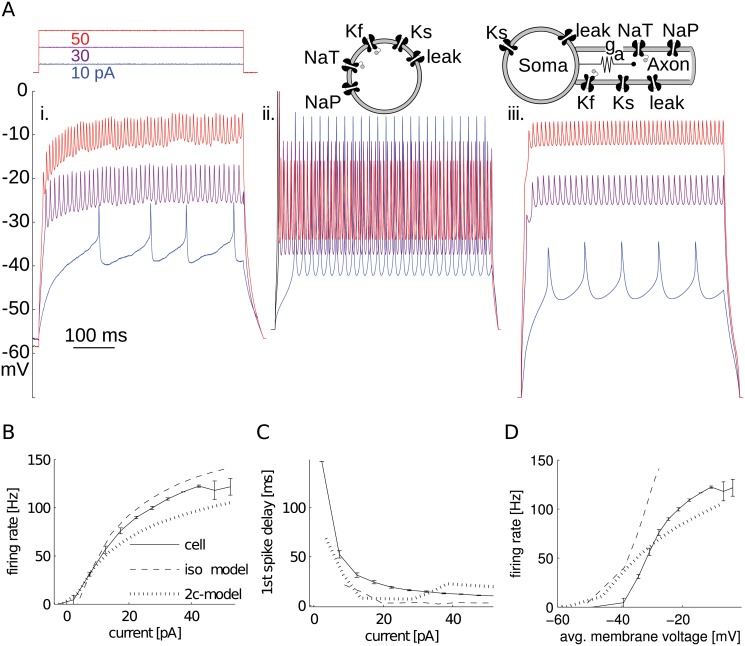 A
50
30
10 pA
Kf
Ks
NaT
leak
NaP
Ks
leak
NaT
NaP
ga
Soma
Axon
Kf
Ks
leak
0
-10
-20
-30
-40
-50
-60
mV
i.
ii.
iii.
100 ms
B
150
100
50
0
firing rate [Hz]
0
20
40
current [pA]
cell
iso model
2c-model
C
150
100
50
0
1st spike delay [ms]
0
20
40
current [pA]
D
150
100
50
0
firing rate [Hz]
-60
-40
-20
avg. membrane voltage [mV]